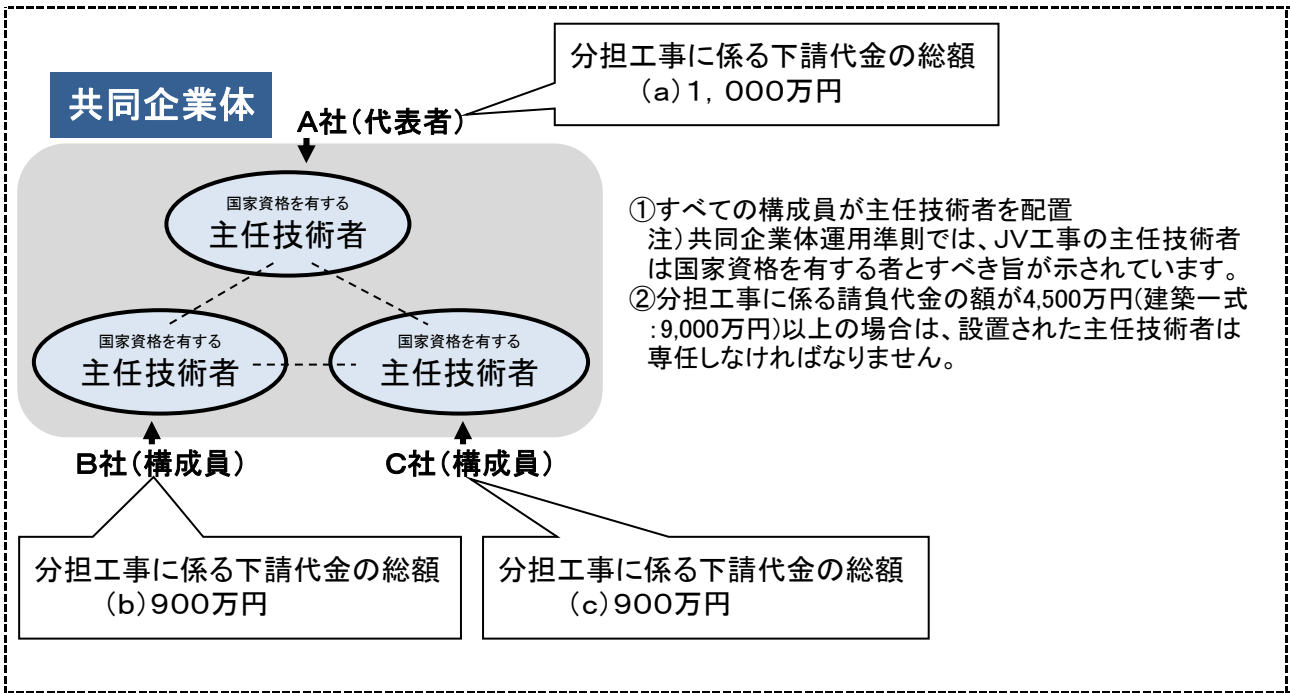 分担工事に係る下請代金の総額
(a)1,000万円
共同企業体
A社(代表者)
国家資格を有する
主任技術者
国家資格を有する
主任技術者
国家資格を有する
主任技術者
B社(構成員)
C社(構成員)
①すべての構成員が主任技術者を配置
注)共同企業体運用準則では、JV工事の主任技術者
は国家資格を有する者とすべき旨が示されています。
②分担工事に係る請負代金の額が4,500万円(建築一式
:9,000万円)以上の場合は、設置された主任技術者は
専任しなければなりません。
分担工事に係る下請代金の総額
(b)900万円
分担工事に係る下請代金の総額
(c)900万円